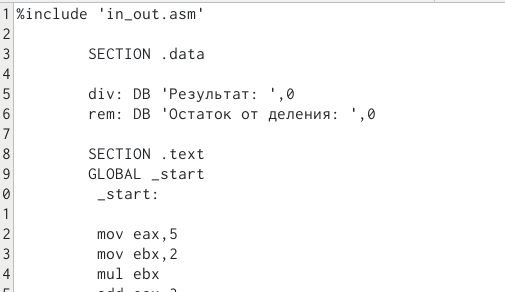 1 %include 'in_out.asm'
2
3 SECTION .data
4
5 div: DB 'Результат: ',0
6 rem: DB 'Остаток от деления: ',0
7
8 SECTION .text
9 GLOBAL _start
0 _start:
1
2 mov eax,5
3 mov ebx,2
4 mul ebx